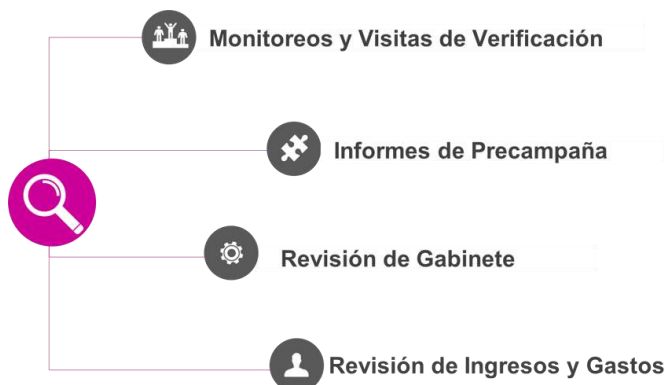 Monitoreos y Visitas de Verificación
Informes de Precampaña
Revisión de Gabinete
Revisión de Ingresos y Gastos